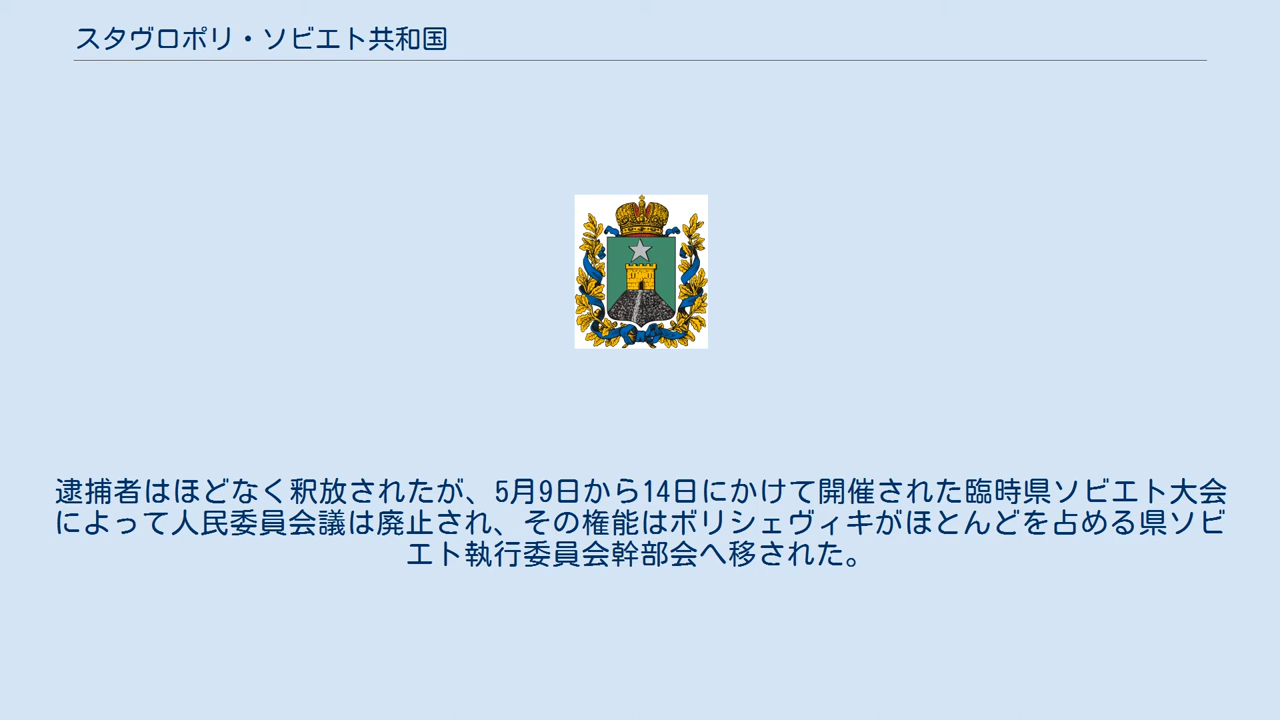 スタヴロポリ・ソビエト共和国
逮捕者はほどなく釈放されたが、5月9日から14日にかけて開催された臨時県ソビエト大会
によって人民委員会議は廃止され、その権能はボリシェヴィキがほとんどを占める県ソビ
エト執行委員会幹部会へ移された。